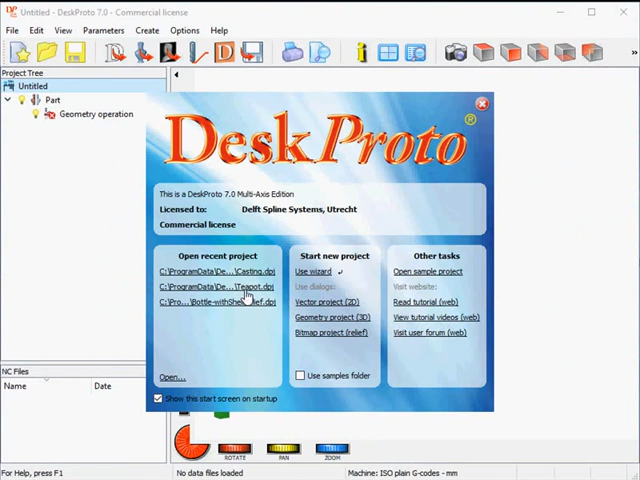 Untitled - DeskProto 7.0 - Commercial license
File Edit View Parameters Create Options Help
Project Tree
Untitled
Part
Geometry operation
DeskProto®
This is a DeskProto 7.0 Multi-Axis Edition
Licensed to: Delft Spline Systems, Utrecht
Commercial license
Open recent project
C:\ProgramData\De...\Casting.dpj
C:\ProgramData\De...\Teapot.dpj
C:\Pro...\Bottle-withShellRelief.dpj
Open...
Start new project
Use wizard
Use dialogs:
Vector project (2D)
Geometry project (3D)
Bitmap project (relief)
Use samples folder
Other tasks
Open sample project
Visit website:
Read tutorial (web)
View tutorial videos (web)
Visit user forum (web)
Show this start screen on startup
NC Files
Name Date
ROTATE PAN ZOOM
For Help, press F1 No data files loaded Machine: ISO plain G-codes - mm